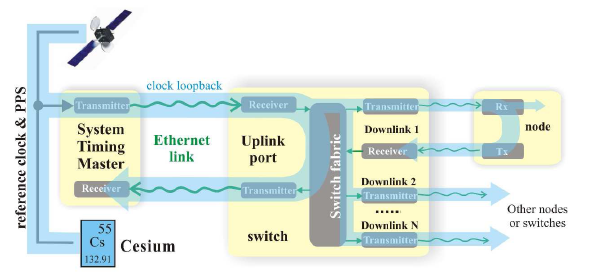 reference clock & PPS
clock loopback
Transmitter
Receiver
Transmitter
Rx
Downlink 1
node
System
Timing
Master
Ethernet
link
Uplink
port
Switch fabric
Receiver
Tx
Receiver
Transmitter
Downlink 2
Transmitter
......
Downlink N
Transmitter
switch
Other nodes
or switches
55
Cs
132.91
Cesium